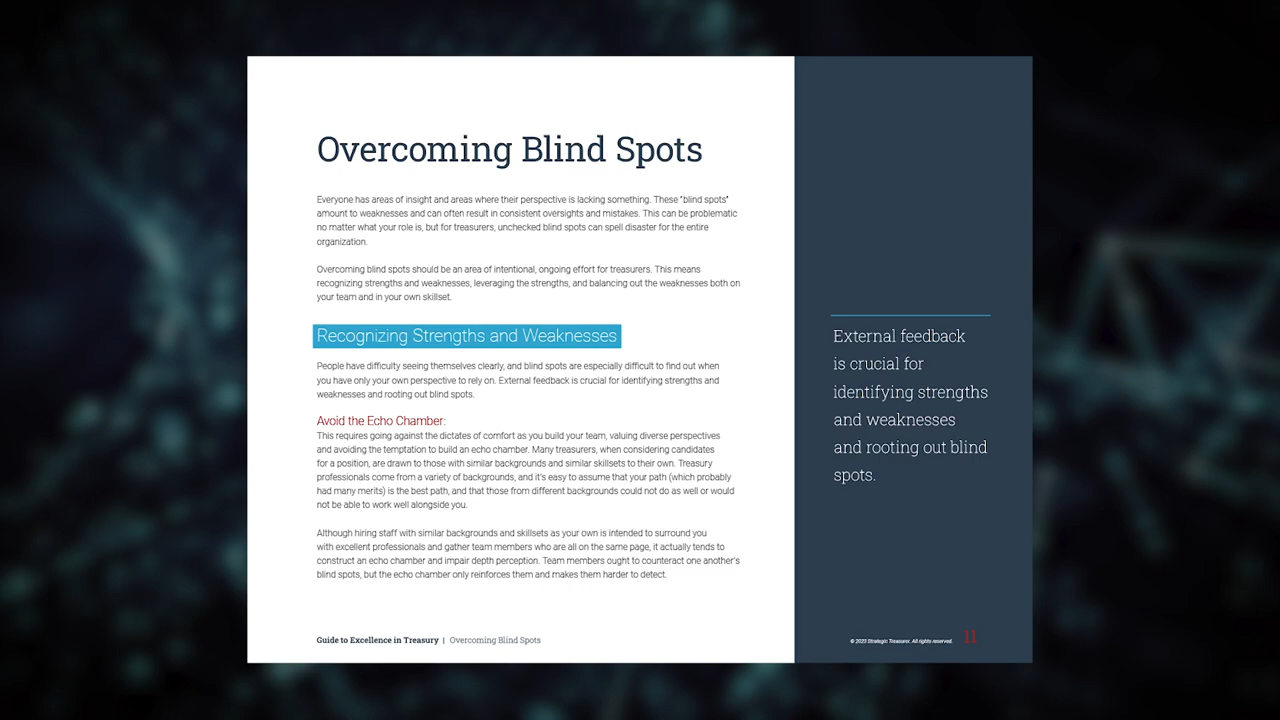 Overcoming Blind Spots
Everyone has areas of insight and areas where their perspective is lacking something. These "blind spots"
amount to weaknesses and can often result in consistent oversights and mistakes. This can be problematic
no matter what your role is, but for treasurers, unchecked blind spots can spell disaster for the entire
organization.
Overcoming blind spots should be an area of intentional, ongoing effort for treasurers. This means
recognizing strengths and weaknesses, leveraging the strengths, and balancing out the weaknesses both on
your team and in your own skillset.
Recognizing Strengths and Weaknesses
People have difficulty seeing themselves clearly, and blind spots are especially difficult to find out when
you have only your own perspective to rely on. External feedback is crucial for identifying strengths and
weaknesses and rooting out blind spots.
Avoid the Echo Chamber:
This requires going against the dictates of comfort as you build your team, valuing diverse perspectives
and avoiding the temptation to build an echo chamber. Many treasurers, when considering candidates
for a position, are drawn to those with similar backgrounds and similar skillsets to their own. Treasury
professionals come from a variety of backgrounds, and it's easy to assume that your path (which probably
had many merits) is the best path, and that those from different backgrounds could not do as well or would
not be able to work well alongside you.
Although hiring staff with similar backgrounds and skillsets as your own is intended to surround you
with excellent professionals and gather team members who are all on the same page, it actually tends to
construct an echo chamber and impair depth perception. Team members ought to counteract one another's
blind spots, but the echo chamber only reinforces them and makes them harder to detect.
External feedback
is crucial for
identifying strengths
and weaknesses
and rooting out blind
spots.
Guide to Excellence in Treasury | Overcoming Blind Spots
© 2023 Strategic Treasurer. All rights reserved. 11